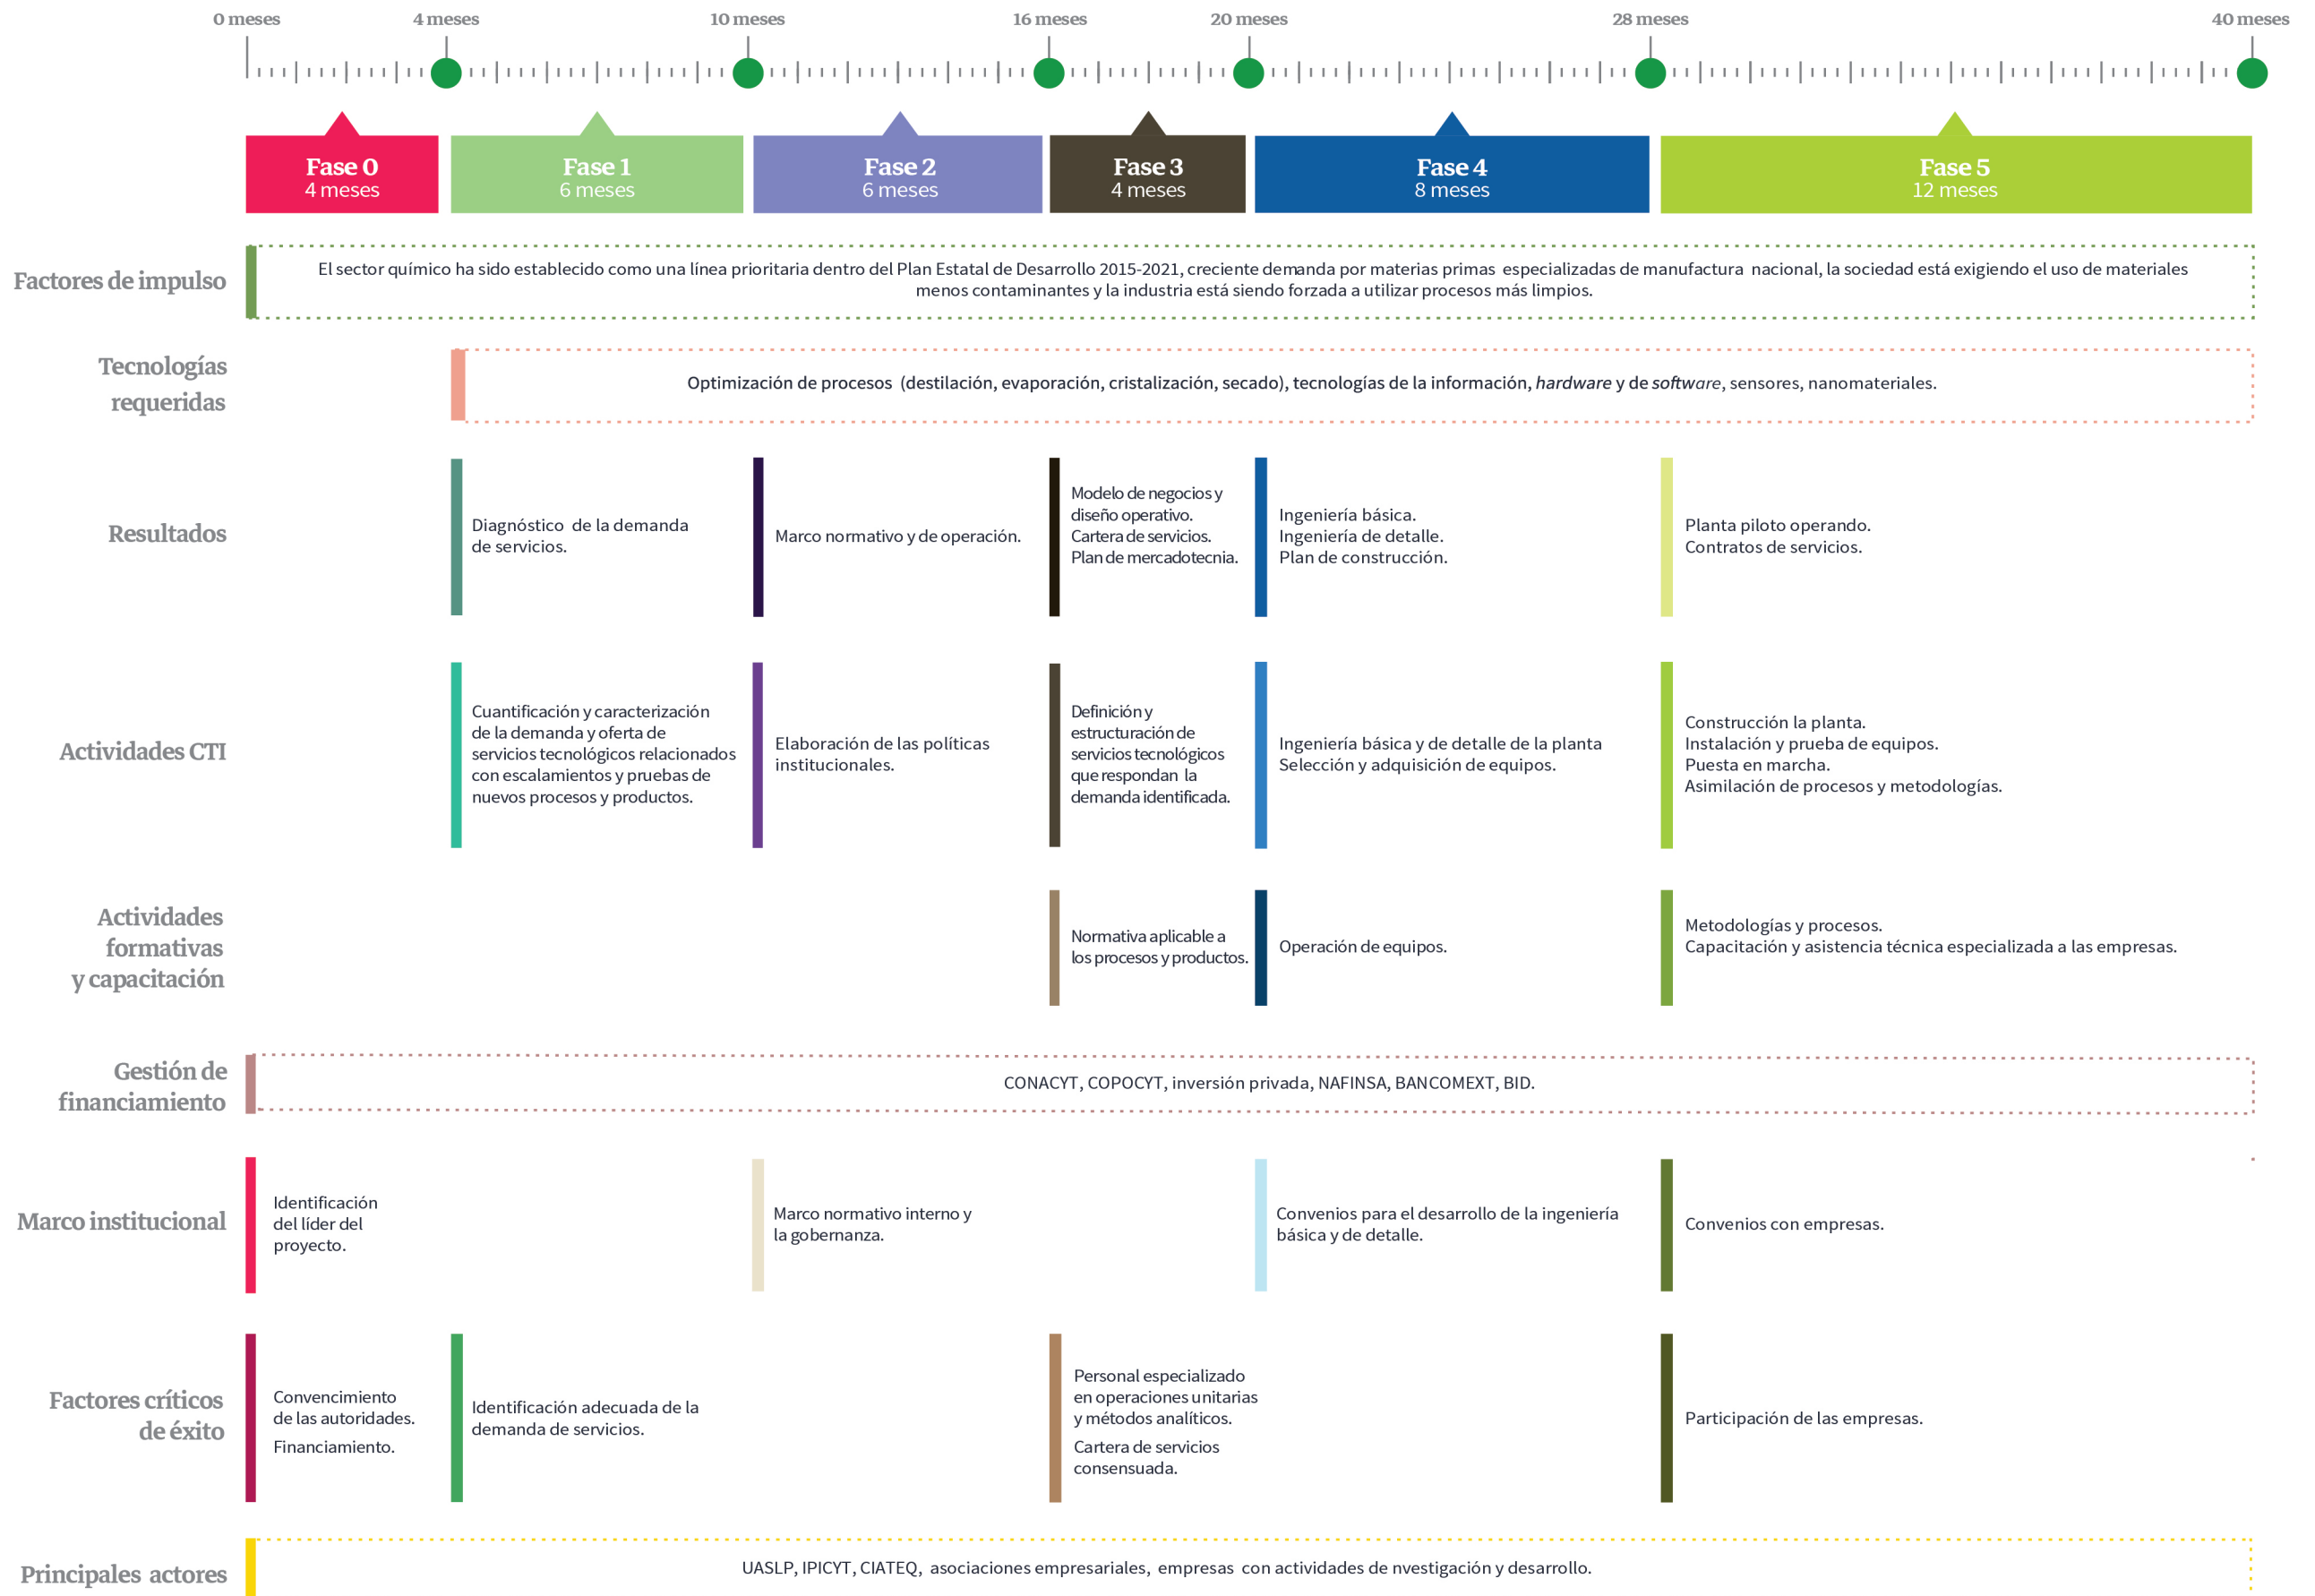 0 meses
4 meses
10 meses
16 meses
20 meses
28 meses
40 meses
Fase 0
4 meses
Fase 1
6 meses
Fase 2
6 meses
Fase 3
4 meses
Fase 4
8 meses
Fase 5
12 meses
Factores de impulso
El sector químico ha sido establecido como una línea prioritaria dentro del Plan Estatal de Desarrollo 2015-2021, creciente demanda por materias primas especializadas de manufactura nacional, la sociedad está exigiendo el uso de materiales
menos contaminantes y la industria está siendo forzada a utilizar procesos más limpios.
Tecnologías
requeridas
Optimización de procesos (destilación, evaporación, cristalización, secado), tecnologías de la información, hardware y de software, sensores, nanomateriales.
Resultados
Diagnóstico de la demanda
de servicios.
Marco normativo y de operación.
Modelo de negocios y
diseño operativo.
Cartera de servicios.
Plan de mercadotecnia.
Ingeniería básica.
Ingeniería de detalle.
Plan de construcción.
Planta piloto operando.
Contratos de servicios.
Actividades CTI
Cuantificación y caracterización
de la demanda y oferta de
servicios tecnológicos relacionados
con escalamientos y pruebas de
nuevos procesos y productos.
Elaboración de las políticas
institucionales.
Definición y
estructuración de
servicios tecnológicos
que respondan la
demanda identificada.
Ingeniería básica y de detalle de la planta
Selección y adquisición de equipos.
Construcción la planta.
Instalación y prueba de equipos.
Puesta en marcha.
Asimilación de procesos y metodologías.
Actividades
formativas
y capacitación
Normativa aplicable a
los procesos y productos.
Operación de equipos.
Metodologías y procesos.
Capacitación y asistencia técnica especializada a las empresas.
Gestión de
financiamiento
CONACYT, COPOCYT, inversión privada, NAFINSA, BANCOMEXT, BID.
Marco institucional
Identificación
del líder del
proyecto.
Marco normativo interno y
la gobernanza.
Convenios para el desarrollo de la ingeniería
básica y de detalle.
Convenios con empresas.
Factores críticos
de éxito
Convencimiento
de las autoridades.
Financiamiento.
Identificación adecuada de la
demanda de servicios.
Personal especializado
en operaciones unitarias
y métodos analíticos.
Cartera de servicios
consensuada.
Participación de las empresas.
Principales actores
UASLP, IPICYT, CIATEQ, asociaciones empresariales, empresas con actividades de nvestigación y desarrollo.